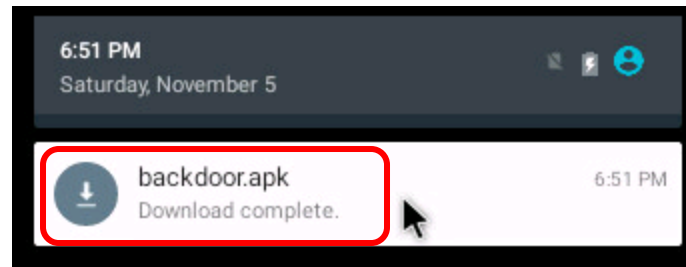 6:51 PM
Saturday, November 5
backdoor.apk
6:51 PM
Download complete.